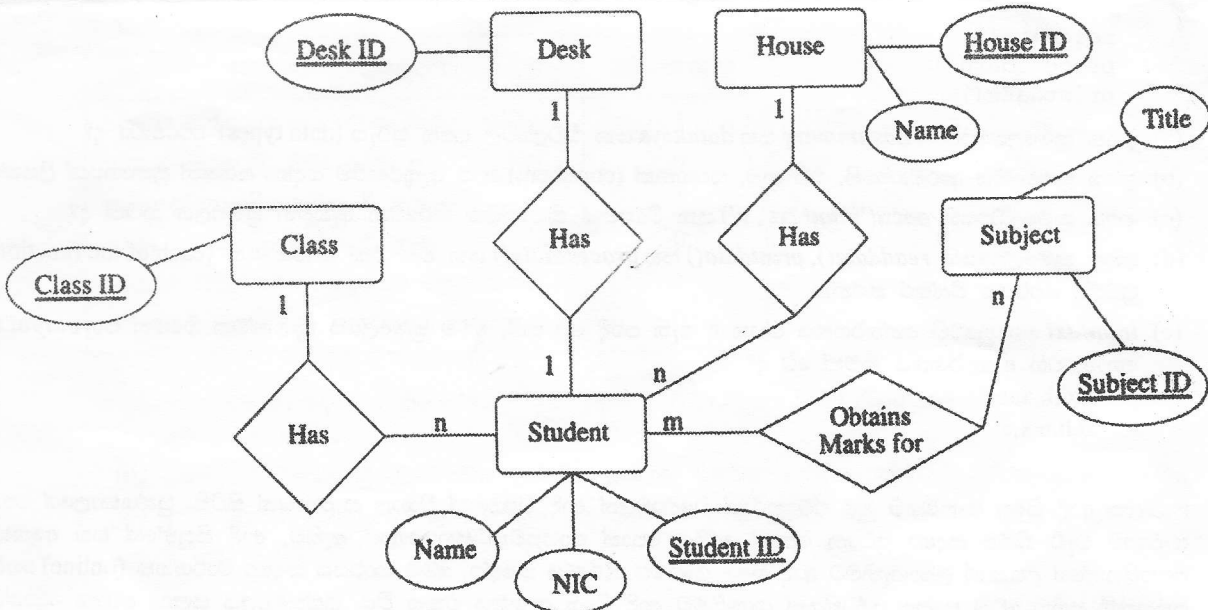 Desk ID
Desk
House
House ID
1
1
Name
Title
Class
Has
Has
Subject
Class ID
1
n
1
n
Subject ID
Has
n
Student
m
Obtains
Marks for
Name
NIC
Student ID